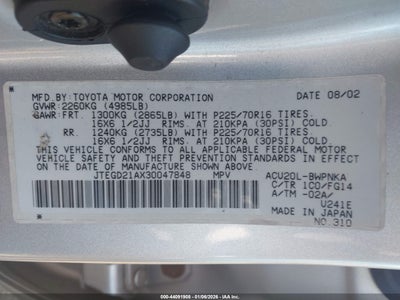 MFD.BY:TOYOTA MOTOR CORPORATION DATE 08/02
GVWR:2260KG (4985LB)
GAWR:FRT. 1300KG (2865LB) WITH P225/70R16 TIRES.
16X6 1/2JJ RIMS. AT 210KPA (30PSI) COLD.
RR. 1240KG (2735LB) WITH P225/70R16 TIRES.
16X6 1/2JJ RIMS. AT 210KPA (30PSI) COLD.
THIS VEHICLE CONFORMS TO ALL APPLICABLE FEDERAL MOTOR
VEHICLE SAFETY AND THEFT PREVENTION STANDARDS IN EFFECT ON THE
DATE OF MANUFACTURE SHOWN ABOVE.
JTEGD21AX30047848 MPV ACU20L-BWPNKA
C/TR 1C0/FG14
A/TM -02A/
U241E
MADE IN JAPAN
NO.310
000-44091908 - 01/06/2026 - IAA